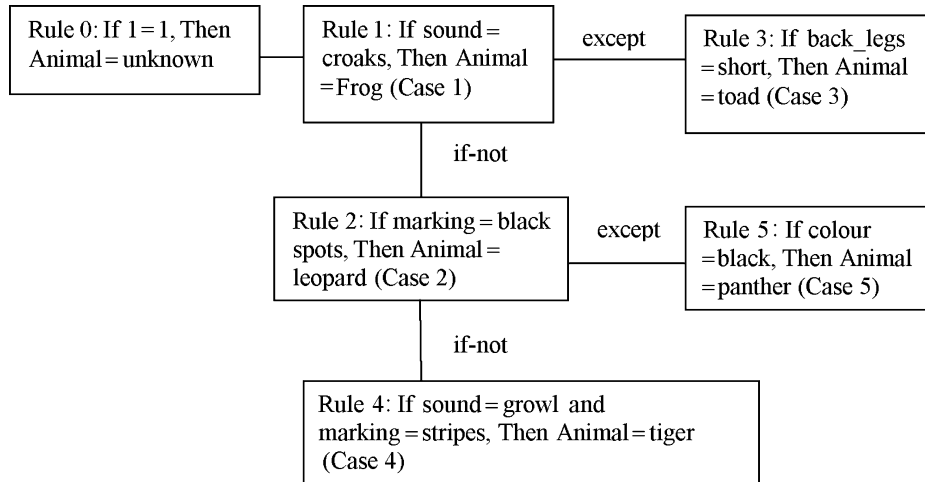 Rule 0: If 1=1, Then
Animal=unknown
Rule 1: If sound=
croaks, Then Animal
=Frog (Case 1)
except
Rule 3: If back_legs
=short, Then Animal
=toad (Case 3)
if-not
Rule 2: If marking=black
spots, Then Animal=
leopard (Case 2)
except
Rule 5: If colour
=black, Then Animal
=panther (Case 5)
if-not
Rule 4: If sound=growl and
marking=stripes, Then Animal=tiger
(Case 4)